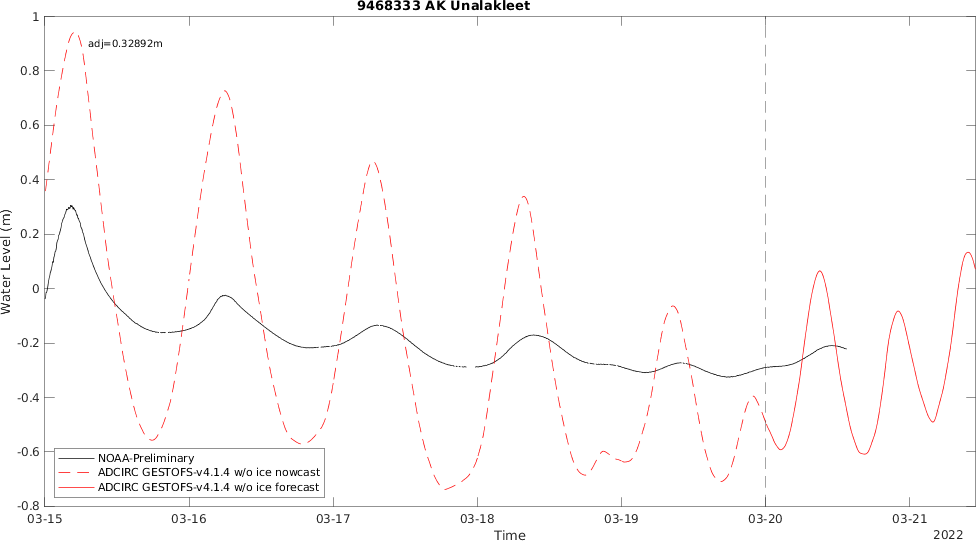 9468333 AK Unalakleet
adj=0.32892m
1
0.8
0.6
0.4
0.2
0
-0.2
-0.4
-0.6
-0.8
Water Level (m)
NOAA-Preliminary
ADCIRC GESTOFS-v4.1.4 w/o ice nowcast
ADCIRC GESTOFS-v4.1.4 w/o ice forecast
03-15 03-16 03-17 03-18 03-19 03-20 03-21
Time
2022